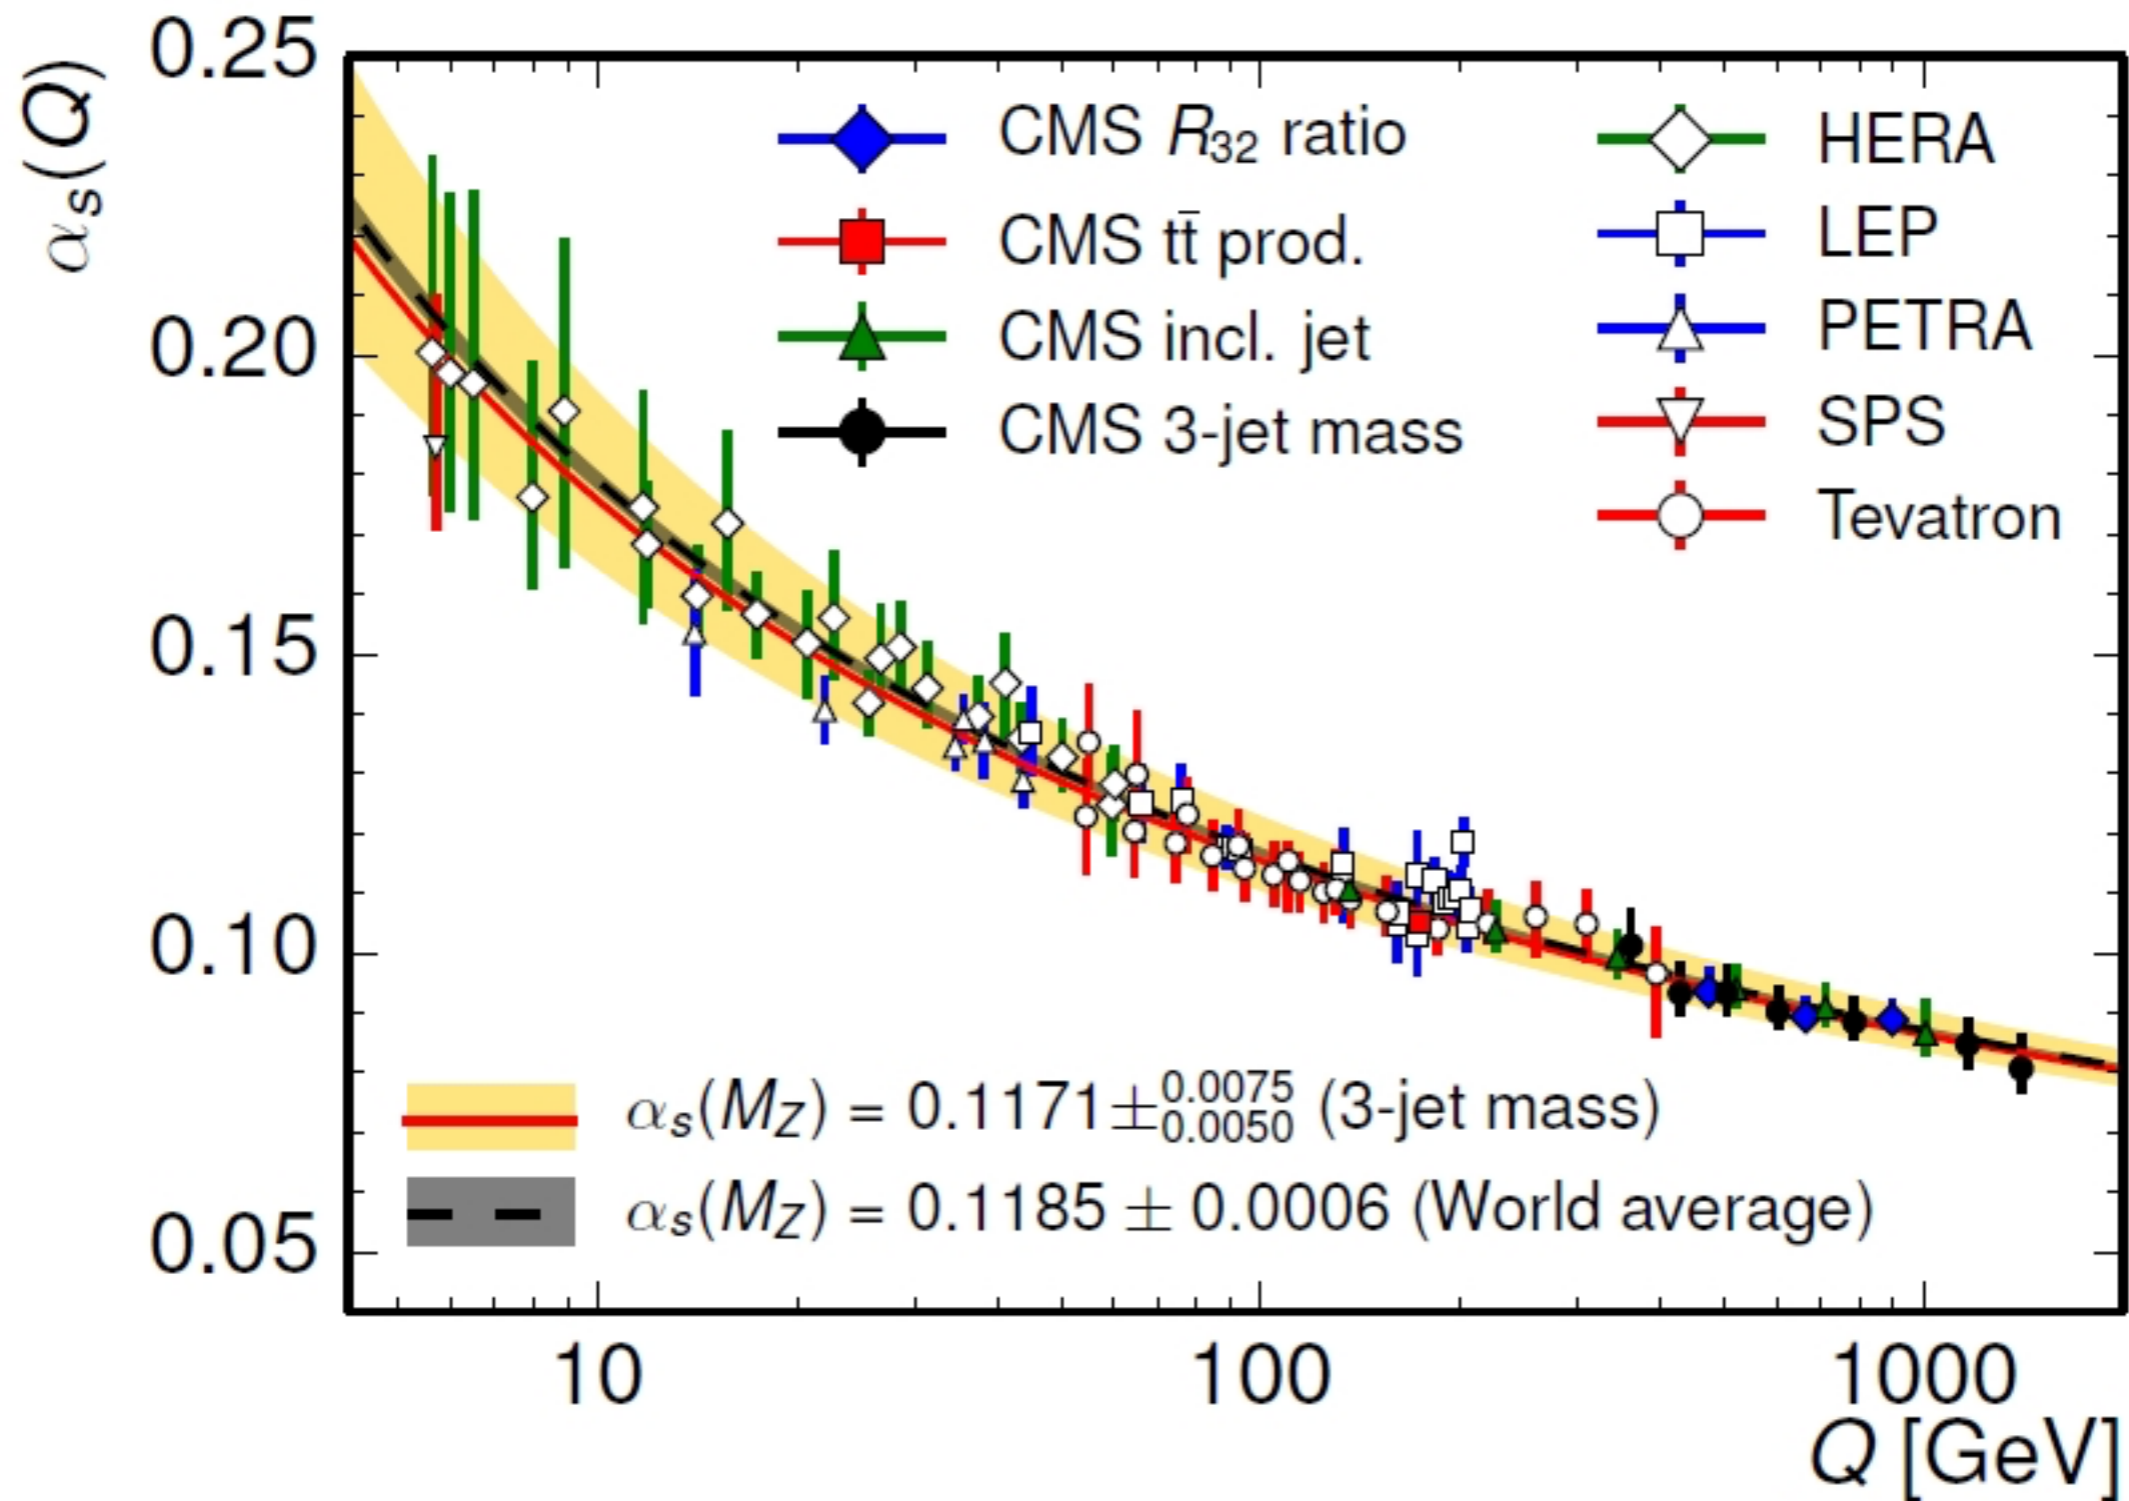 0.25
0.20
0.15
0.10
0.05
αs(Q)
CMS R32 ratio
CMS tt̄ prod.
CMS incl. jet
CMS 3-jet mass
HERA
LEP
PETRA
SPS
Tevatron
αs(MZ) = 0.1171±0.0075 0.0050 (3-jet mass)
αs(MZ) = 0.1185 ± 0.0006 (World average)
10 100 1000
Q [GeV]